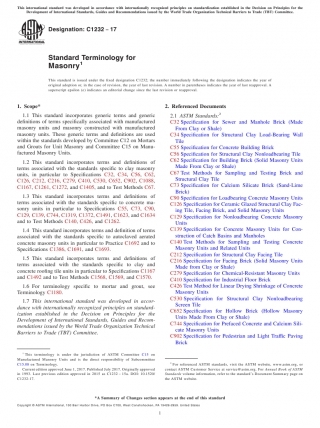 This international standard was developed in accordance with internationally recognized principles on standardization established in the Decision on Principles for the
Development of International Standards, Guides and Recommendations issued by the World Trade Organization Technical Barriers to Trade (TBT) Committee.
INTERNATIONAL
Designation: C1232 − 17
Standard Terminology for
Masonry1
This standard is issued under the fixed designation C1232; the number immediately following the designation indicates the year of
original adoption or, in the case of revision, the year of last revision. A number in parentheses indicates the year of last reapproval. A
superscript epsilon (ε) indicates an editorial change since the last revision or reapproval.
1. Scope*
1.1 This standard incorporates generic terms and generic
definitions of terms specifically associated with manufactured
masonry units and masonry constructed with manufactured
masonry units. These generic terms and definitions are used
within the standards developed by Committee C12 on Mortars
and Grouts for Unit Masonry and Committee C15 on Manu-
factured Masonry Units.
1.2 This standard incorporates terms and definitions of
terms associated with the standards specific to clay masonry
units, in particular to Specifications C32, C34, C56, C62,
C126, C212, C216, C279, C410, C530, C652, C902, C1088,
C1167, C1261, C1272, and C1405, and to Test Methods C67.
1.3 This standard incorporates terms and definitions of
terms associated with the standards specific to concrete ma-
sonry units, in particular to Specifications C55, C73, C90,
C129, C139, C744, C1319, C1372, C1491, C1623, and C1634
and to Test Methods C140, C426, and C1262.
1.4 This standard incorporates terms and definition of terms
associated with the standards specific to autoclaved aerated
concrete masonry units in particular to Practice C1692 and to
Specifications C1386, C1691, and C1693.
1.5 This standard incorporates terms and definitions of
terms associated with the standards specific to clay and
concrete roofing tile units in particular to Specifications C1167
and C1492 and to Test Methods C1568, C1569, and C1570.
1.6 For terminology specific to mortar and grout, see
Terminology C1180.
1.7 This international standard was developed in accor-
dance with internationally recognized principles on standard-
ization established in the Decision on Principles for the
Development of International Standards, Guides and Recom-
mendations issued by the World Trade Organization Technical
Barriers to Trade (TBT) Committee.
1 This terminology is under the jurisdiction of ASTM Committee C15 on
Manufactured Masonry Units and is the direct responsibility of Subcommittee
C15.08 on Terminology.
Current edition approved June 1, 2017. Published July 2017. Originally approved
in 1993. Last previous edition approved in 2015 as C1232 –
C1232-17.
2. Referenced Documents
2.1 ASTM Standards:2
C32 Specification for Sewer and Manhole Brick (Made
From Clay or Shale)
C34 Specification for Structural Clay Load-Bearing Wall
Tile
C55 Specification for Concrete Building Brick
C56 Specification for Structural Clay Nonloadbearing Tile
C62 Specification for Building Brick (Solid Masonry Units
Made From Clay or Shale)
C67 Test Methods for Sampling and Testing Brick and
Structural Clay Tile
C73 Specification for Calcium Silicate Brick (Sand-Lime
Brick)
C90 Specification for Loadbearing Concrete Masonry Units
C126 Specification for Ceramic Glazed Structural Clay Fac-
ing Tile, Facing Brick, and Solid Masonry Units
C129 Specification for Nonloadbearing Concrete Masonry
Units
C139 Specification for Concrete Masonry Units for Con-
struction of Catch Basins and Manholes
C140 Test Methods for Sampling and Testing Concrete
Masonry Units and Related Units
C212 Specification for Structural Clay Facing Tile
C216 Specification for Facing Brick (Solid Masonry Units
Made from Clay or Shale)
C279 Specification for Chemical-Resistant Masonry Units
C410 Specification for Industrial Floor Brick
C426 Test Method for Linear Drying Shrinkage of Concrete
Masonry Units
C530 Specification for Structural Clay Nonloadbearing
Screen Tile
C652 Specification for Hollow Brick (Hollow Masonry
Units Made From Clay or Shale)
C744 Specification for Prefaced Concrete and Calcium Sili-
cate Masonry Units
C902 Specification for Pedestrian and Light Traffic Paving
Brick
2 For referenced ASTM standards, visit the ASTM website, www.astm.org, or
contact ASTM Customer Service at service@astm.org. For Annual Book of ASTM
Standards volume information, refer to the standard's Document Summary page on
the ASTM website.
*A Summary of Changes section appears at the end of this standard
Copyright © ASTM International, 100 Barr Harbor Drive, PO Box C700, West Conshohocken, PA 19428-2959. United States
1